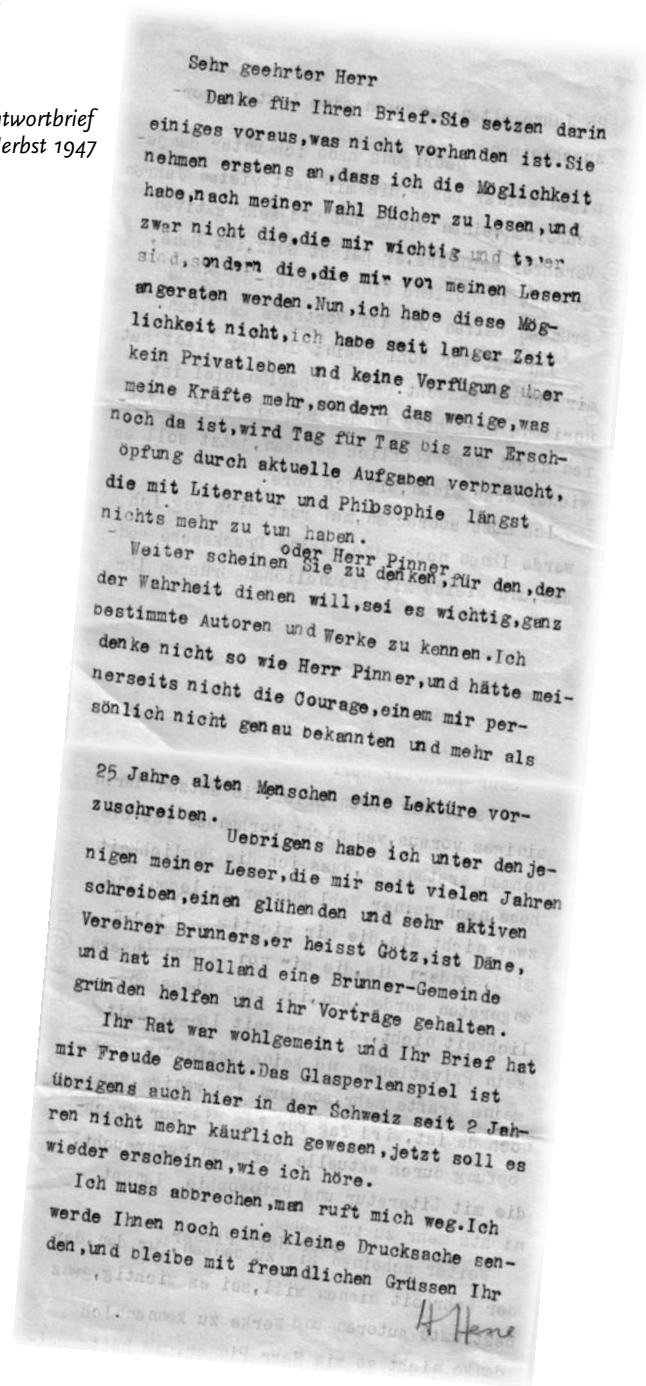 ntwortbrief
erbst 1947
Sehr geehrter Herr
Danke für Ihren Brief.Sie setzen darin
einiges voraus,was nicht vorhanden ist.Sie
nehmen erstens an,dass ich die Möglichkeit
habe,nach meiner Wahl Bücher zu lesen,und
zwar nicht die,die mir wichtig und teuer
sind,sondern die,die mir von meinen Lesern
angeraten werden.Nun,ich habe diese Mög-
lichkeit nicht,ich habe seit langer Zeit
kein Privatleben und keine Verfügung über
meine Kräfte mehr,sondern das wenige,was
noch da ist,wird Tag für Tag bis zur Ersch-
öpfung durch aktuelle Aufgaben verbraucht,
die mit Literatur und Philosophie längst
nichts mehr zu tun haben.
oder Herr Pinner
Weiter scheinen Sie zu denken,für den,der
der Wahrheit dienen will,sei es wichtig,ganz
bestimmte Autoren und Werke zu kennen.Ich
denke nicht so wie Herr Pinner,und hätte mei-
nerseits nicht die Courage,einem mir per-
sönlich nicht genau bekannten und mehr als
25 Jahre alten Menschen eine Lektüre vor-
zuschreiben.
Uebrigens habe ich unter denje-
nigen meiner Leser,die mir seit vielen Jahren
schreiben,einen glühenden und sehr aktiven
Verehrer Brunners,er heisst Götz,ist Däne,
und hat in Holland eine Brunner-Gemeinde
gründen helfen und ihr Vorträge gehalten.
Ihr Rat war wohlgemeint und Ihr Brief hat
mir Freude gemacht.Das Glasperlenspiel ist
übrigens auch hier in der Schweiz seit 2 Jah-
ren nicht mehr käuflich gewesen,jetzt soll es
wieder erscheinen,wie ich höre.
Ich muss abbrechen,man ruft mich weg.Ich
werde Ihnen noch eine kleine Drucksache sen-
den,und bleibe mit freundlichen Grüssen Ihr
H Hesse